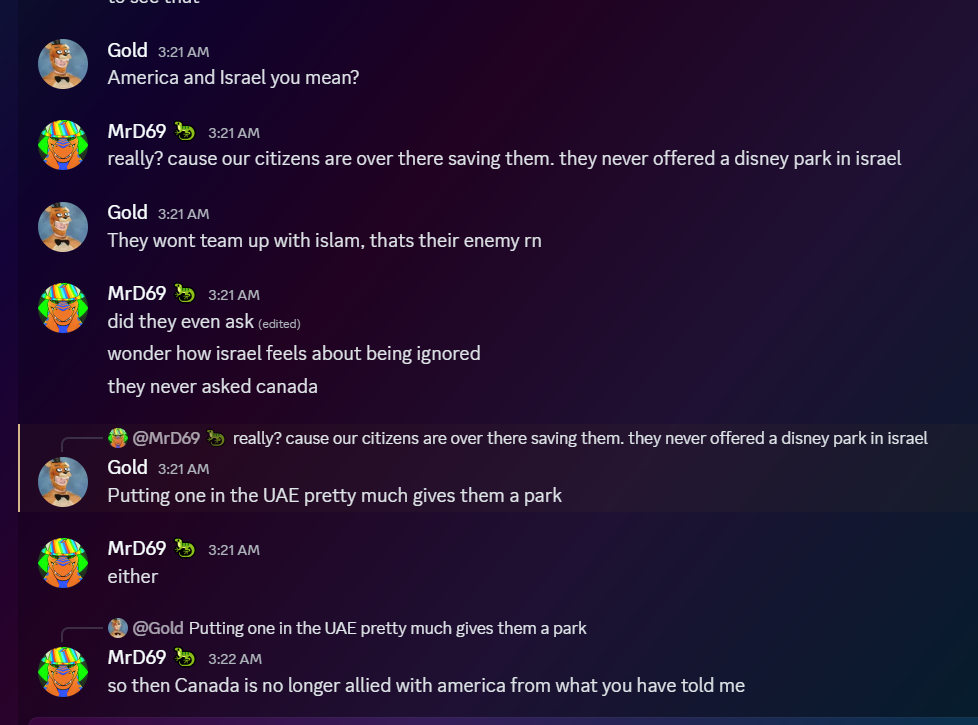 to see that
Gold 3:21 AM
America and Israel you mean?
MrD69 3:21 AM
really? cause our citizens are over there saving them. they never offered a disney park in israel
Gold 3:21 AM
They wont team up with islam, thats their enemy rn
MrD69 3:21 AM
did they even ask (edited)
wonder how israel feels about being ignored
they never asked canada
@MrD69 really? cause our citizens are over there saving them. they never offered a disney park in israel
Gold 3:21 AM
Putting one in the UAE pretty much gives them a park
MrD69 3:21 AM
either
@Gold Putting one in the UAE pretty much gives them a park
MrD69 3:22 AM
so then Canada is no longer allied with america from what you have told me